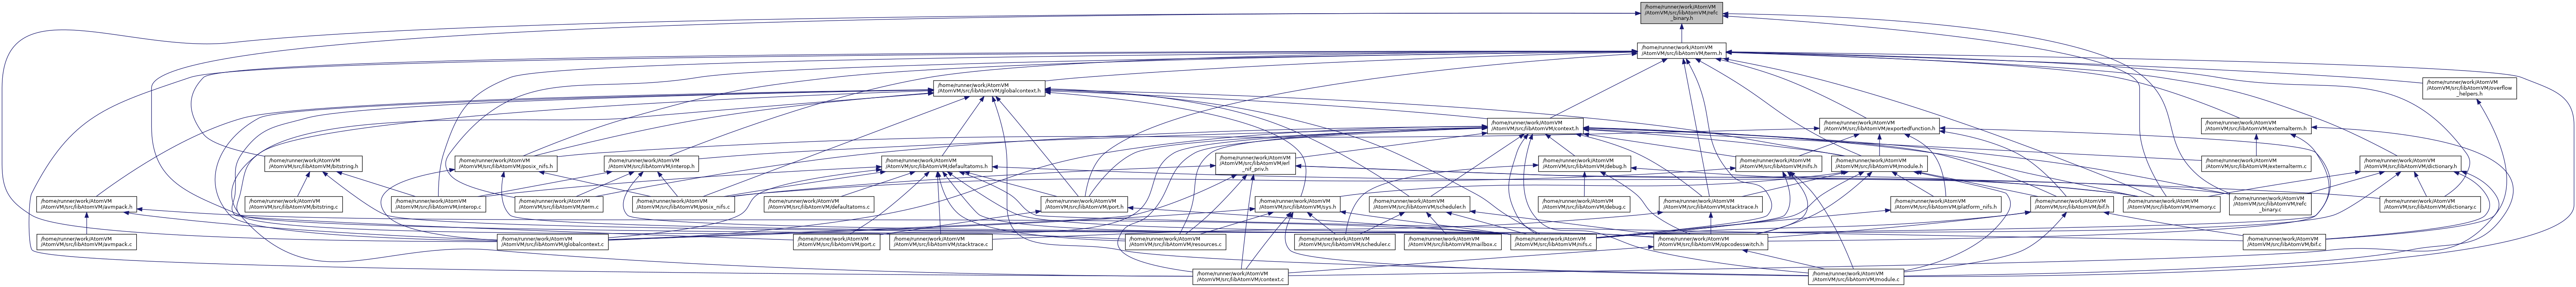 /home/runner/work/AtomVM
/AtomVM/src/libAtomVM/refc
_binary.h
/home/runner/work/AtomVM
/AtomVM/src/libAtomVM/term.h
/home/runner/work/AtomVM
/AtomVM/src/libAtomVM/globalcontext.h
/home/runner/work/AtomVM
/AtomVM/src/libAtomVM/overflow
_helpers.h
/home/runner/work/AtomVM
/AtomVM/src/libAtomVM/context.h
/home/runner/work/AtomVM
/AtomVM/src/libAtomVM/exportedfunction.h
/home/runner/work/AtomVM
/AtomVM/src/libAtomVM/externalterm.h
/home/runner/work/AtomVM
/AtomVM/src/libAtomVM/bitstring.h
/home/runner/work/AtomVM
/AtomVM/src/libAtomVM/posix_nifs.h
/home/runner/work/AtomVM
/AtomVM/src/libAtomVM/interop.h
/home/runner/work/AtomVM
/AtomVM/src/libAtomVM/defaultatoms.h
/home/runner/work/AtomVM
/AtomVM/src/libAtomVM/erl
_nif_priv.h
/home/runner/work/AtomVM
/AtomVM/src/libAtomVM/debug.h
/home/runner/work/AtomVM
/AtomVM/src/libAtomVM/nifs.h
/home/runner/work/AtomVM
/AtomVM/src/libAtomVM/module.h
/home/runner/work/AtomVM
/AtomVM/src/libAtomVM/externalterm.c
/home/runner/work/AtomVM
/AtomVM/src/libAtomVM/dictionary.h
/home/runner/work/AtomVM
/AtomVM/src/libAtomVM/avmpack.h
/home/runner/work/AtomVM
/AtomVM/src/libAtomVM/bitstring.c
/home/runner/work/AtomVM
/AtomVM/src/libAtomVM/interop.c
/home/runner/work/AtomVM
/AtomVM/src/libAtomVM/term.c
/home/runner/work/AtomVM
/AtomVM/src/libAtomVM/posix_nifs.c
/home/runner/work/AtomVM
/AtomVM/src/libAtomVM/defaultatoms.c
/home/runner/work/AtomVM
/AtomVM/src/libAtomVM/port.h
/home/runner/work/AtomVM
/AtomVM/src/libAtomVM/sys.h
/home/runner/work/AtomVM
/AtomVM/src/libAtomVM/scheduler.h
/home/runner/work/AtomVM
/AtomVM/src/libAtomVM/debug.c
/home/runner/work/AtomVM
/AtomVM/src/libAtomVM/stacktrace.h
/home/runner/work/AtomVM
/AtomVM/src/libAtomVM/platform_nifs.h
/home/runner/work/AtomVM
/AtomVM/src/libAtomVM/bif.h
/home/runner/work/AtomVM
/AtomVM/src/libAtomVM/memory.c
/home/runner/work/AtomVM
/AtomVM/src/libAtomVM/refc
_binary.c
/home/runner/work/AtomVM
/AtomVM/src/libAtomVM/dictionary.c
/home/runner/work/AtomVM
/AtomVM/src/libAtomVM/avmpack.c
/home/runner/work/AtomVM
/AtomVM/src/libAtomVM/globalcontext.c
/home/runner/work/AtomVM
/AtomVM/src/libAtomVM/port.c
/home/runner/work/AtomVM
/AtomVM/src/libAtomVM/stacktrace.c
/home/runner/work/AtomVM
/AtomVM/src/libAtomVM/resources.c
/home/runner/work/AtomVM
/AtomVM/src/libAtomVM/scheduler.c
/home/runner/work/AtomVM
/AtomVM/src/libAtomVM/mailbox.c
/home/runner/work/AtomVM
/AtomVM/src/libAtomVM/nifs.c
/home/runner/work/AtomVM
/AtomVM/src/libAtomVM/opcodesswitch.h
/home/runner/work/AtomVM
/AtomVM/src/libAtomVM/bif.c
/home/runner/work/AtomVM
/AtomVM/src/libAtomVM/context.c
/home/runner/work/AtomVM
/AtomVM/src/libAtomVM/module.c